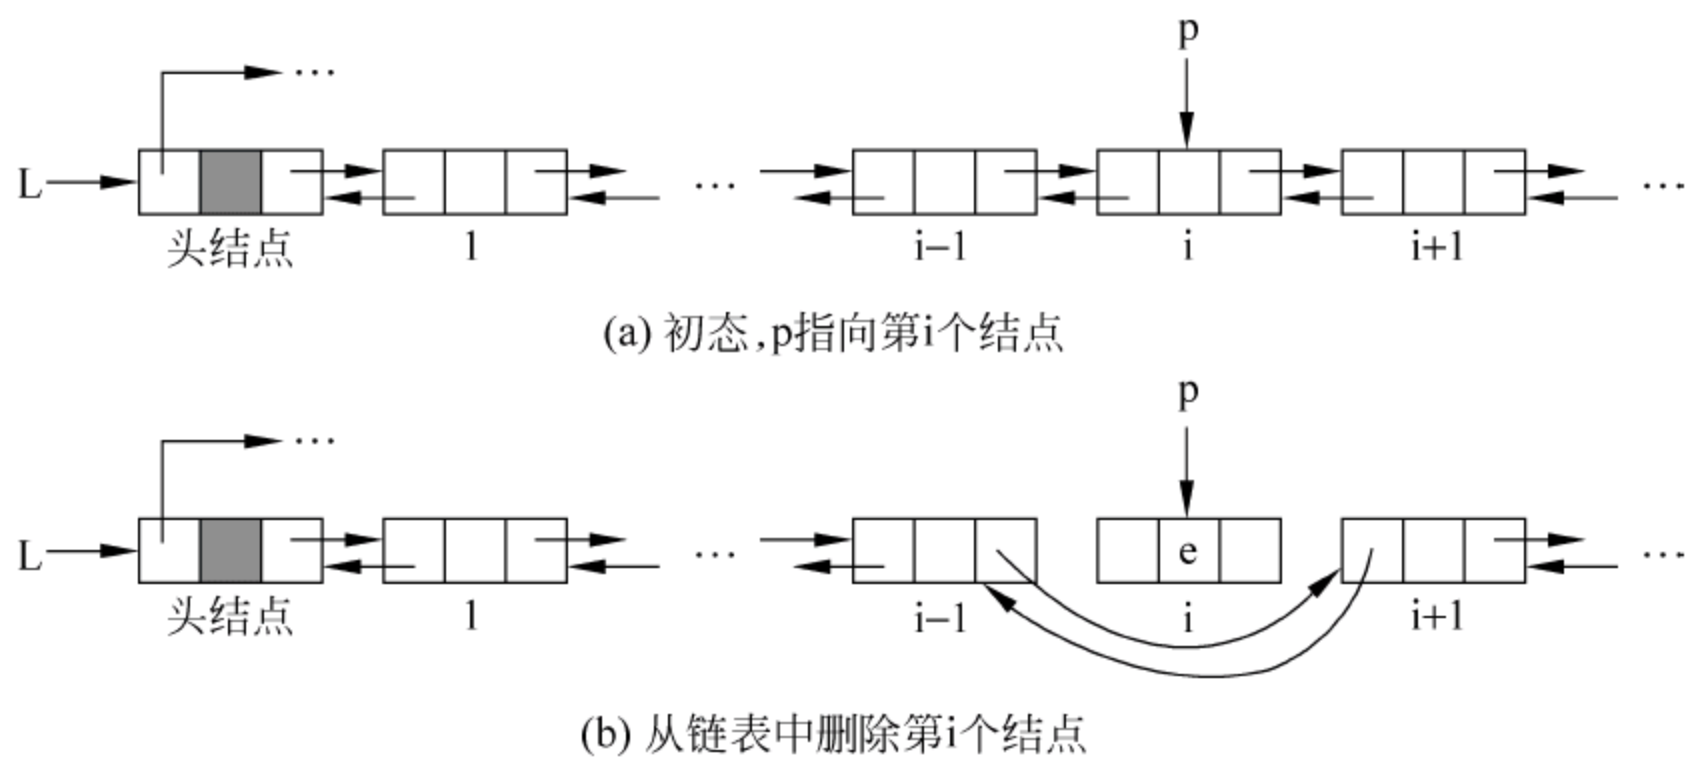 p
…
L
…
…
头结点 1 i−1 i i+1
(a) 初态,p指向第i个结点
p
…
L
e
…
…
头结点 1 i−1 i i+1
(b) 从链表中删除第i个结点